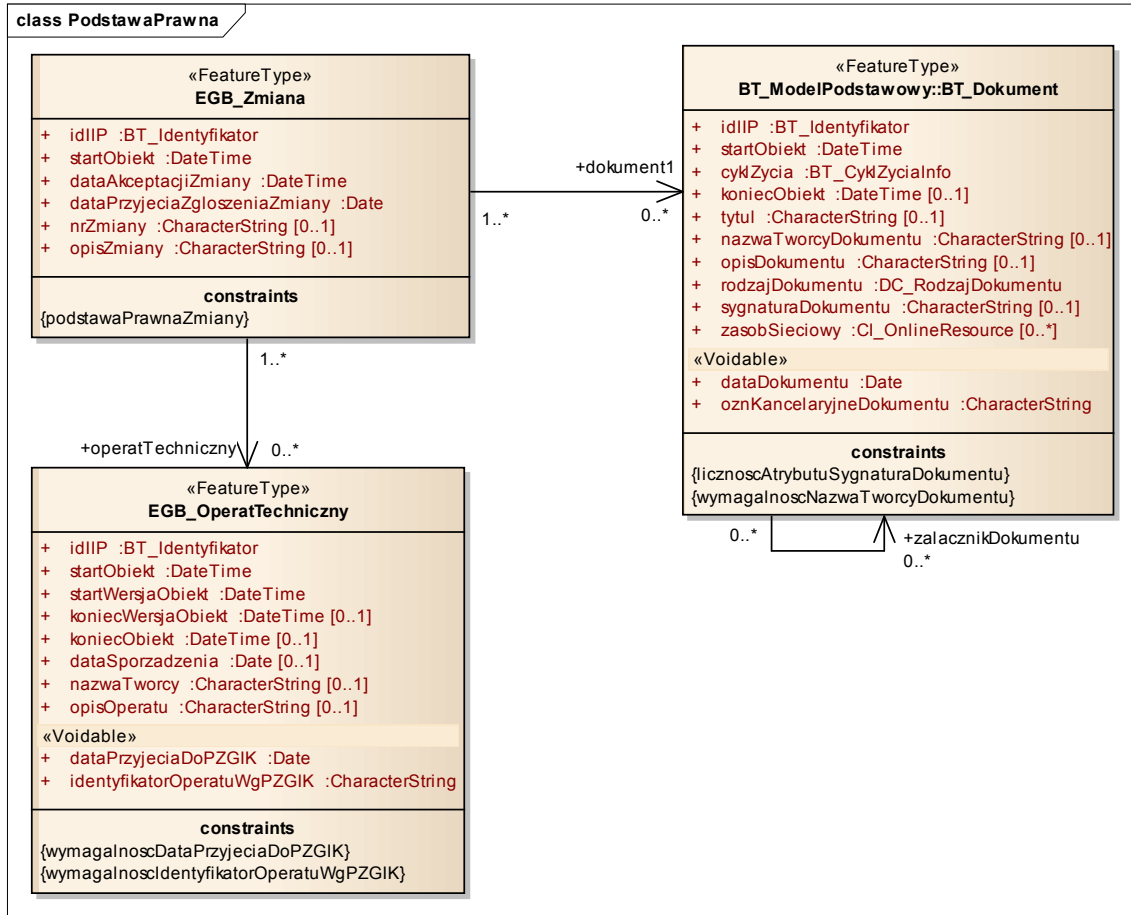 class PodstawaPrawna
«FeatureType»
EGB_Zmiana
+ idIIP :BT_Identyfikator
+ startObiekt :DateTime
+ dataAkceptacjiZmiany :DateTime
+ dataPrzyjeciaZgloszeniaZmiany :Date
+ nrZmiany :CharacterString [0..1]
+ opisZmiany :CharacterString [0..1]
constraints
{podstawaPrawnaZmiany}
+dokument1
1..*
0..*
«FeatureType»
BT_ModelPodstawowy::BT_Dokument
+ idIIP :BT_Identyfikator
+ startObiekt :DateTime
+ cyklZycia :BT_CyklZyciaInfo
+ koniecObiekt :DateTime [0..1]
+ tytul :CharacterString [0..1]
+ nazwaTworcyDokumentu :CharacterString [0..1]
+ opisDokumentu :CharacterString [0..1]
+ rodzajDokumentu :DC_RodzajDokumentu
+ sygnaturaDokumentu :CharacterString [0..1]
+ zasobSieciowy :CI_OnlineResource [0..*]
«Voidable»
+ dataDokumentu :Date
+ oznKancelaryjneDokumentu :CharacterString
constraints
{licznoscAtrybutuSygnaturaDokumentu}
{wymagalnoscNazwaTworcyDokumentu}
0..*
+zalacznikDokumentu
0..*
1..*
+operatTechniczny
0..*
«FeatureType»
EGB_OperatTechniczny
+ idIIP :BT_Identyfikator
+ startObiekt :DateTime
+ startWersjaObiekt :DateTime
+ koniecWersjaObiekt :DateTime [0..1]
+ koniecObiekt :DateTime [0..1]
+ dataSporzadzenia :Date [0..1]
+ nazwaTworcy :CharacterString [0..1]
+ opisOperatu :CharacterString [0..1]
«Voidable»
+ dataPrzyjeciaDoPZGIK :Date
+ identyfikatorOperatuWgPZGIK :CharacterString
constraints
{wymagalnoscDataPrzyjeciaDoPZGIK}
{wymagalnoscIdentyfikatorOperatuWgPZGIK}